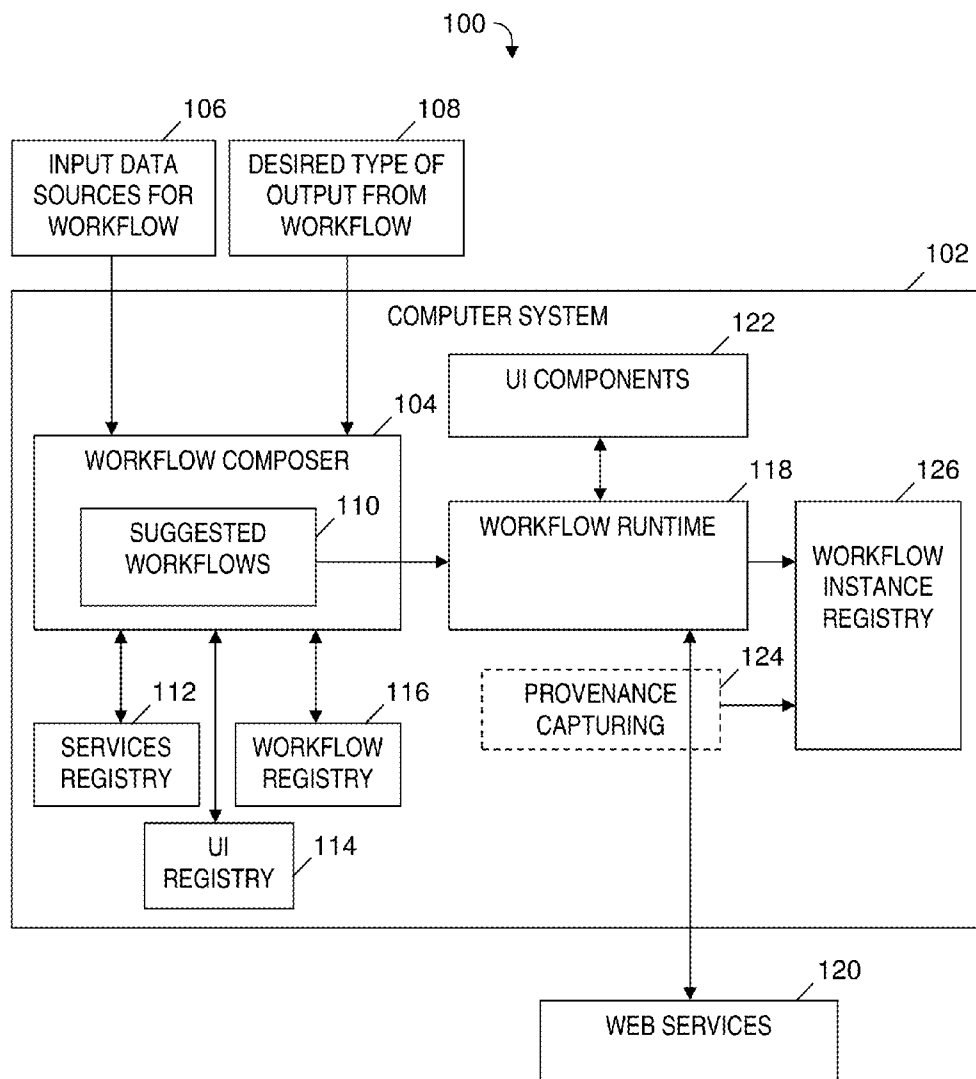 100
106
108
INPUT DATA
SOURCES FOR
WORKFLOW
DESIRED TYPE OF
OUTPUT FROM
WORKFLOW
102
COMPUTER SYSTEM
122
UI COMPONENTS
104
WORKFLOW COMPOSER
110
SUGGESTED
WORKFLOWS
118
WORKFLOW RUNTIME
126
WORKFLOW
INSTANCE
REGISTRY
124
PROVENANCE
CAPTURING
112
SERVICES
REGISTRY
116
WORKFLOW
REGISTRY
UI
REGISTRY
114
120
WEB SERVICES